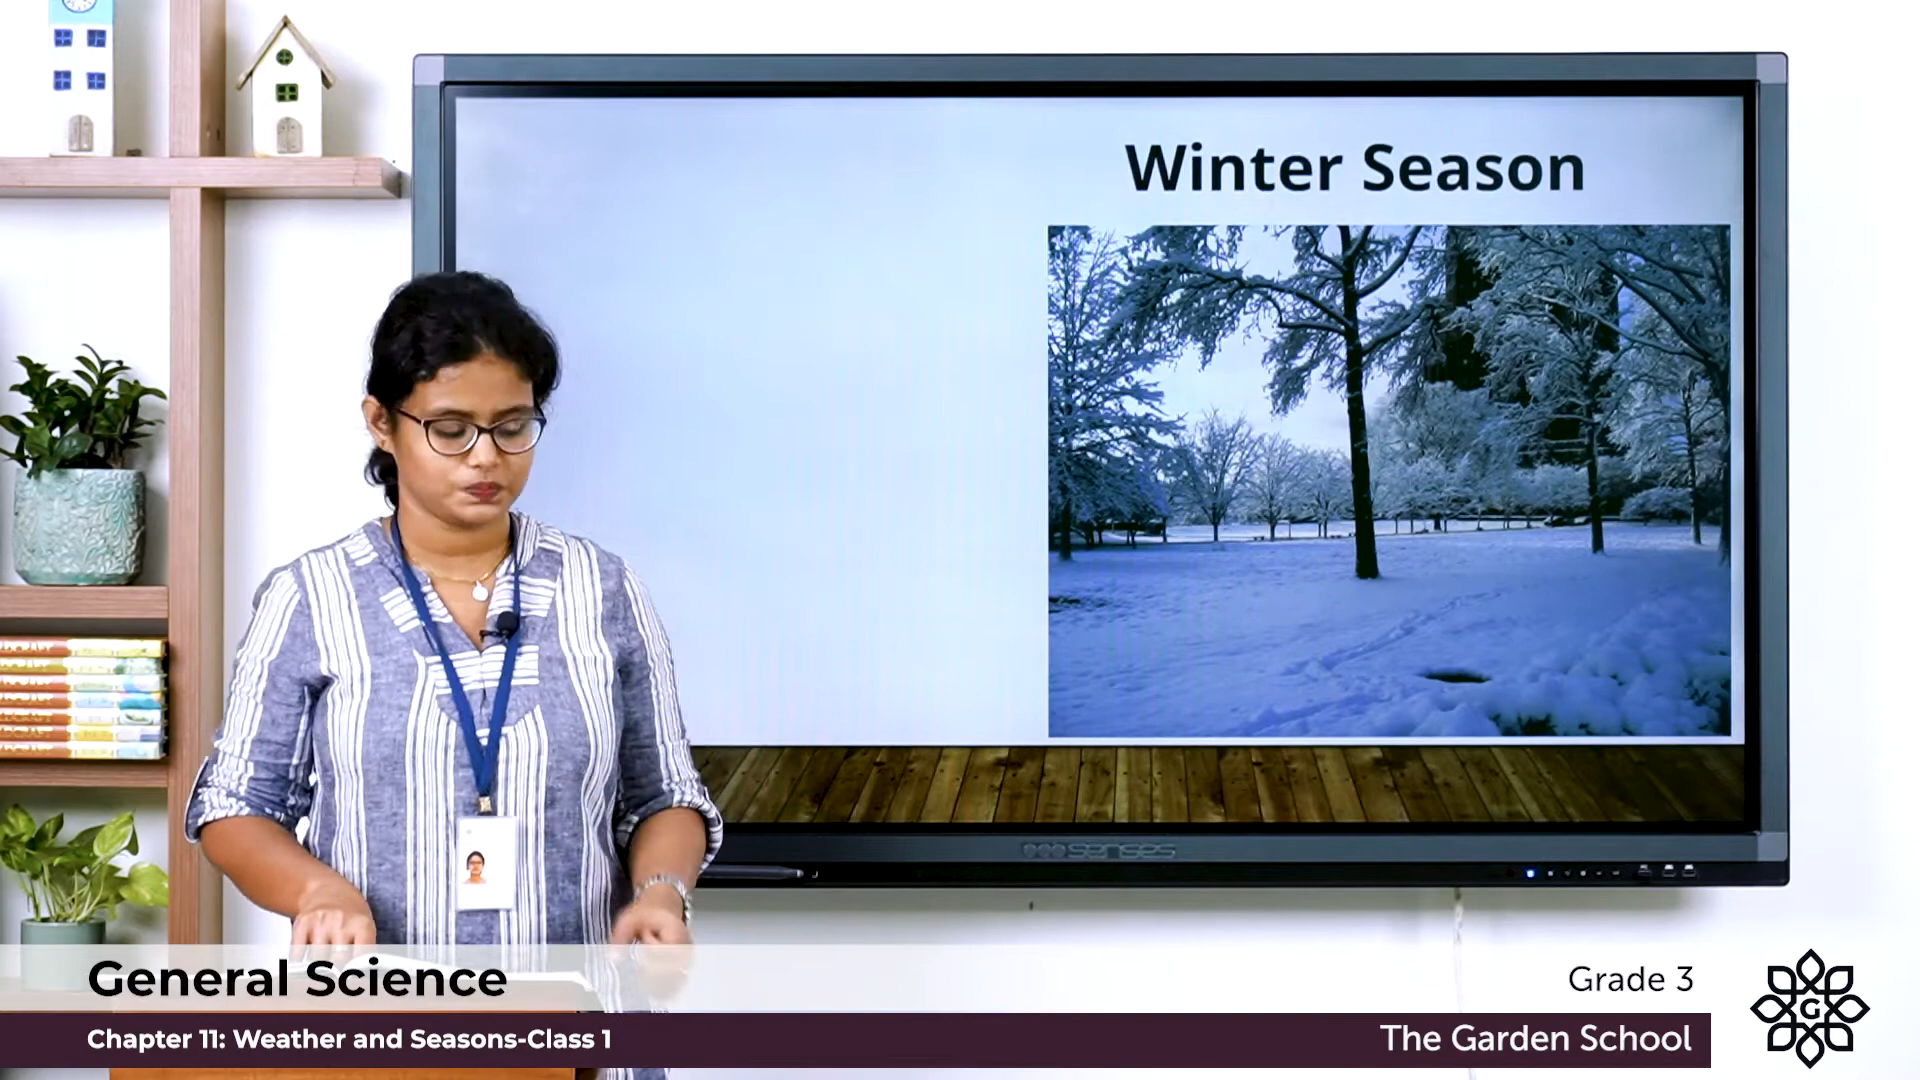 Winter Season
General Science
Grade 3
Chapter 11: Weather and Seasons-Class 1
The Garden School
G